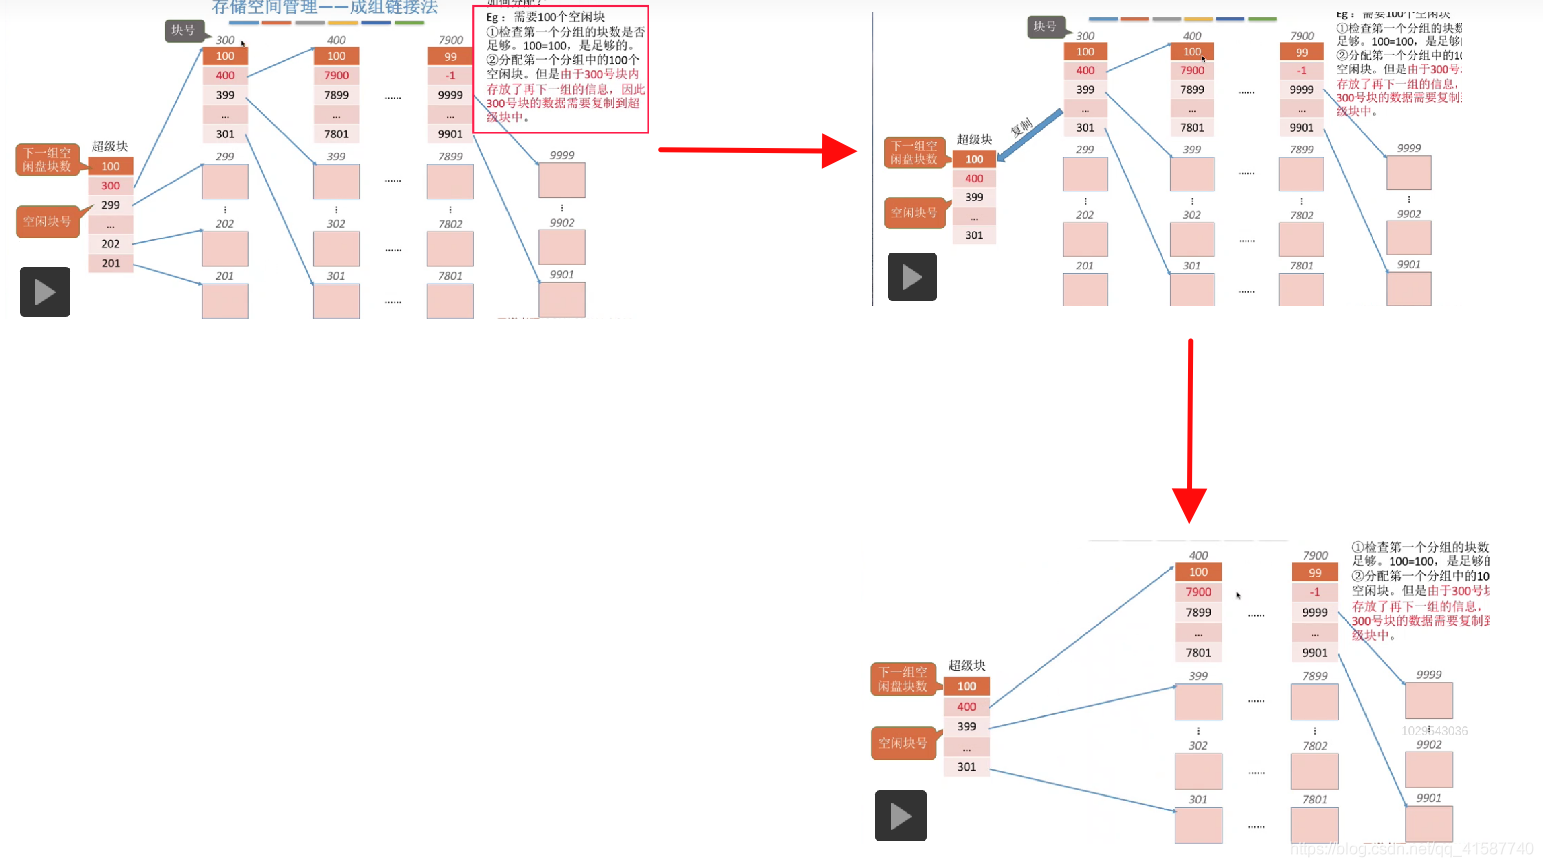 存储空间管理——成组链接法
如何分配？
Eg：需要100个空闲块
①检查第一个分组的块数是否
足够。100=100，是足够的。
②分配第一个分组中的100个
空闲块。但是由于300号块内
存放了再下一组的信息，因此
300号块的数据需要复制到超
级块中。
块号
300
400
7900
100
100
99
400
7900
-1
399
7899
......
9999
...
...
...
301
7801
9901
超级块
下一组空
闲盘块数
100
300
空闲块号
299
...
202
201
299
399
7899
9999
......
202
302
7802
9902
......
201
301
7801
9901
......
Eg：需要100个空闲块
①检查第一个分组的块数
足够。100=100，是足够
②分配第一个分组中的
空闲块。但是由于300号
存放了再下一组的信息，
300号块的数据需要复制
级块中。
块号
300
400
7900
100
100
99
400
7900
-1
399
7899
......
9999
...
...
...
301
7801
9901
复制
超级块
下一组空
闲盘块数
100
400
空闲块号
399
...
301
299
399
7899
9999
......
202
302
7802
9902
......
201
301
7801
9901
......
①检查第一个分组的块数
足够。100=100，是足够的
②分配第一个分组中的10
空闲块。但是由于300号块
存放了再下一组的信息，
300号块的数据需要复制到
级块中。
400
7900
100
99
7900
-1
7899
......
9999
...
...
7801
9901
超级块
下一组空
闲盘块数
100
400
空闲块号
399
...
301
399
7899
9999
......
1029543036
302
7802
9902
......
301
7801
9901
......
https://blog.csdn.net/qq_41587740